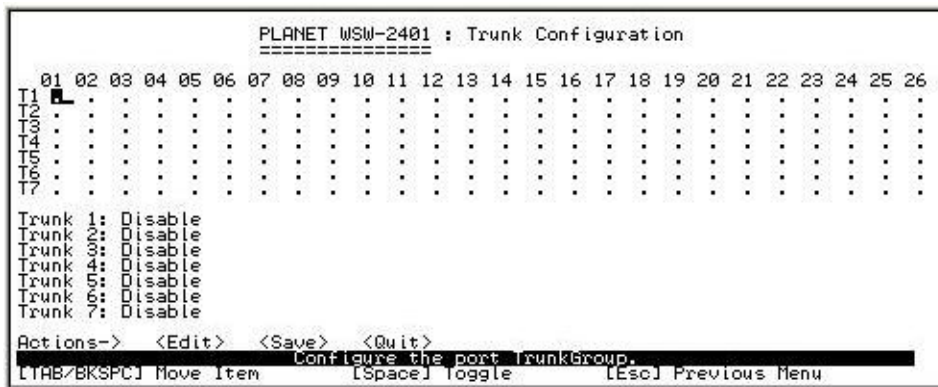 PLANET WSW-2401 : Trunk Configuration
================
01 02 03 04 05 06 07 08 09 10 11 12 13 14 15 16 17 18 19 20 21 22 23 24 25 26
T1 . . . . . . . . . . . . . . . . . . . . . . . . . .
T2 . . . . . . . . . . . . . . . . . . . . . . . . . .
T3 . . . . . . . . . . . . . . . . . . . . . . . . . .
T4 . . . . . . . . . . . . . . . . . . . . . . . . . .
T5 . . . . . . . . . . . . . . . . . . . . . . . . . .
T6 . . . . . . . . . . . . . . . . . . . . . . . . . .
T7 . . . . . . . . . . . . . . . . . . . . . . . . . .
Trunk 1: Disable
Trunk 2: Disable
Trunk 3: Disable
Trunk 4: Disable
Trunk 5: Disable
Trunk 6: Disable
Trunk 7: Disable
Actions-> <Edit> <Save> <Quit>
Configure the port TrunkGroup.
[TAB/BKSPC] Move Item [Space] Toggle [Esc] Previous Menu